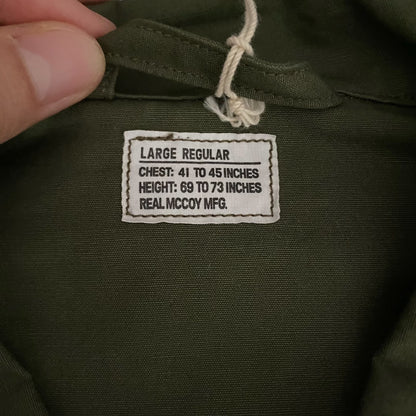 LARGE REGULAR
CHEST: 41 TO 45 INCHES
HEIGHT: 69 TO 73 INCHES
REAL MCCOY MFG.